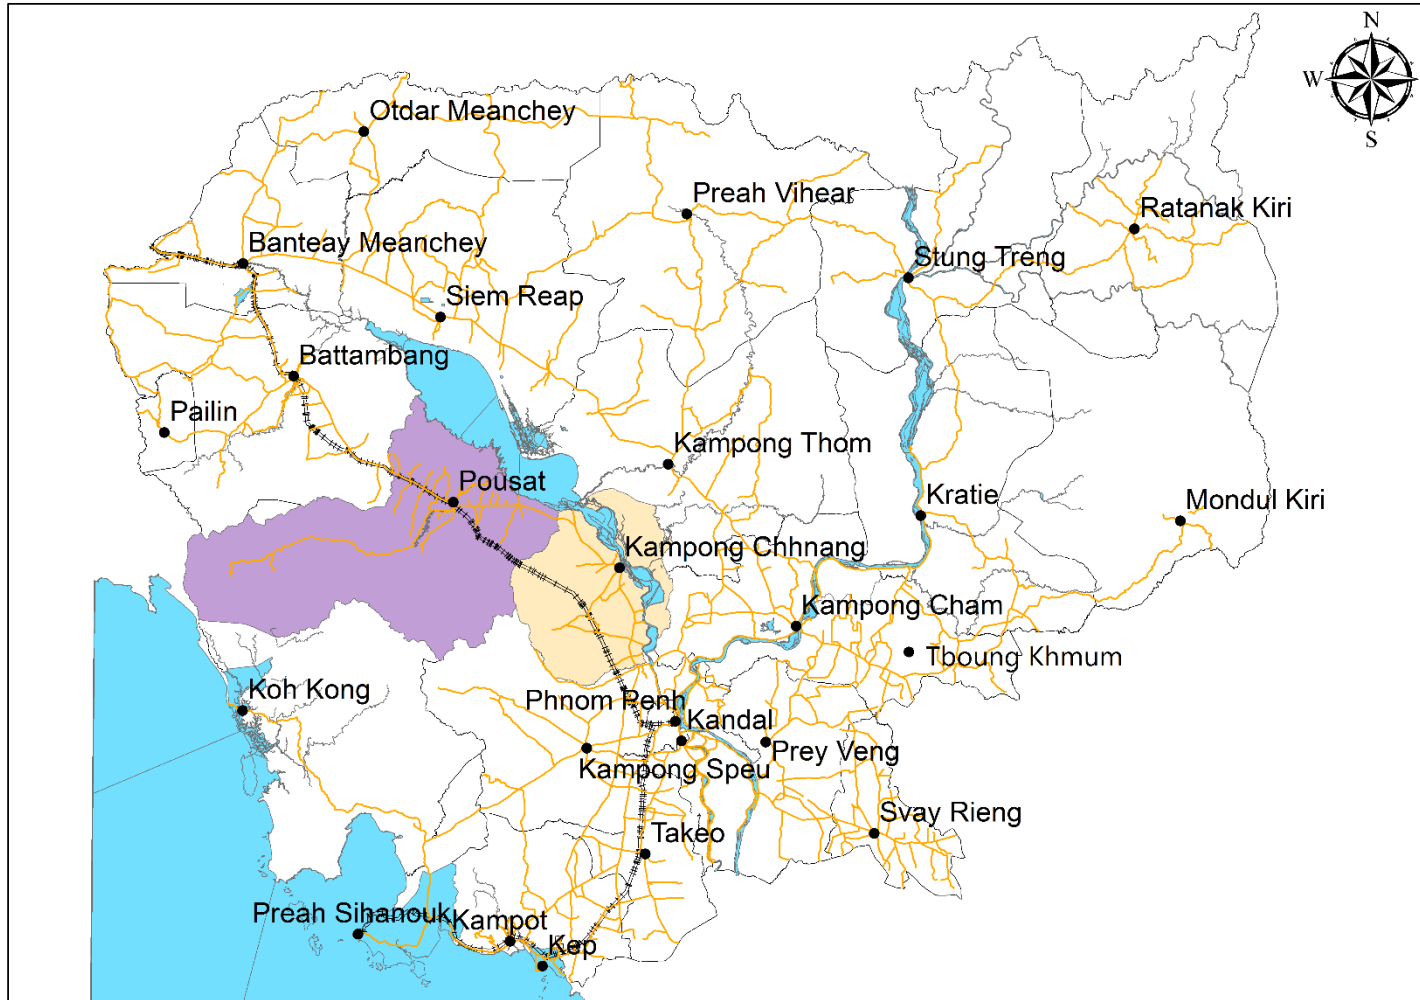 N
W
S
Otdar Meanchey
Preah Vihear
Ratanak Kiri
Banteay Meanchey
Stung Treng
Siem Reap
Battambang
Pailin
Kampong Thom
Pousat
Kratie
Mondul Kiri
Kampong Chhnang
Kampong Cham
Tboung Khmum
Koh Kong
Phnom Penh
Kandal
Prey Veng
Kampong Speu
Svay Rieng
Takeo
Preah Sihanouk
Kampot
Kep